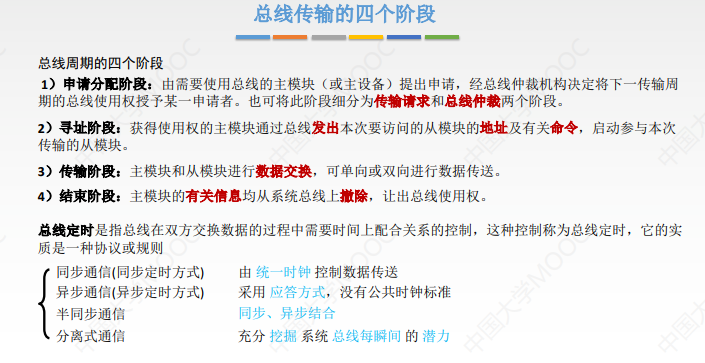 总线传输的四个阶段
总线周期的四个阶段
1）申请分配阶段：由需要使用总线的主模块（或主设备）提出申请，经总线仲裁机构决定将下一传输周
期的总线使用权授予某一申请者。也可将此阶段细分为传输请求和总线仲裁两个阶段。
2）寻址阶段：获得使用权的主模块通过总线发出本次要访问的从模块的地址及有关命令，启动参与本次
传输的从模块。
3）传输阶段：主模块和从模块进行数据交换，可单向或双向进行数据传送。
4）结束阶段：主模块的有关信息均从系统总线上撤除，让出总线使用权。
总线定时是指总线在双方交换数据的过程中需要时间上配合关系的控制，这种控制称为总线定时，它的实
质是一种协议或规则
同步通信(同步定时方式) 由 统一时钟 控制数据传送
异步通信(异步定时方式) 采用 应答方式，没有公共时钟标准
半同步通信 同步、异步结合
分离式通信 充分 挖掘 系统 总线每瞬间 的 潜力
中国大学MOOC